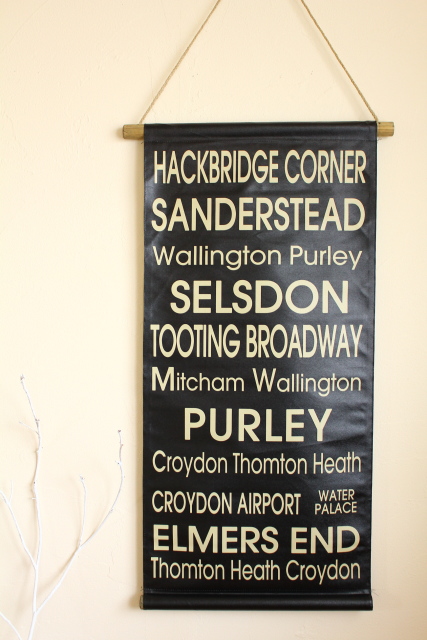 HACKBRIDGE CORNER
SANDERSTEAD
Wallington Purley
SELSDON
TOOTING BROADWAY
Mitcham Wallington
PURLEY
Croydon Thomton Heath
CROYDON AIRPORT WATER PALACE
ELMERS END
Thomton Heath Croydon